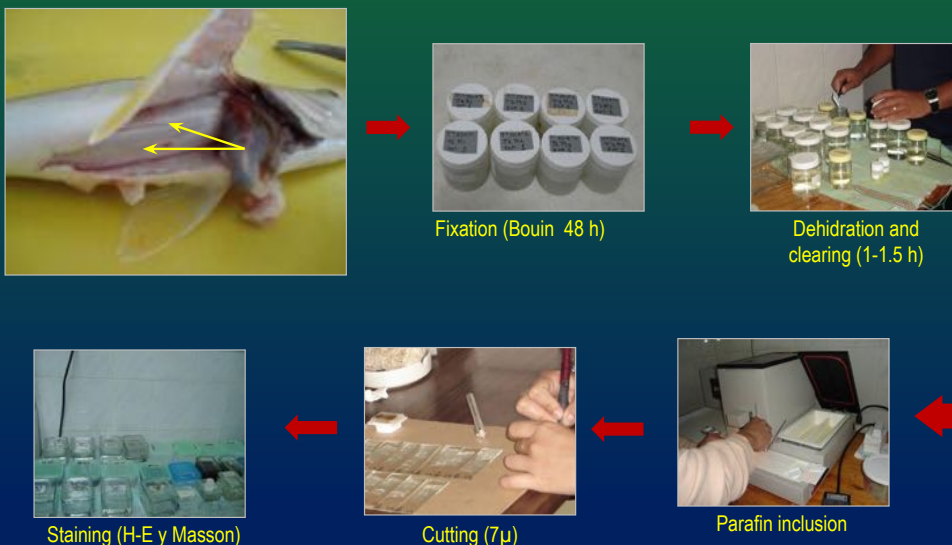 Fixation (Bouin 48 h)
Dehidration and
clearing (1-1.5 h)
Parafin inclusion
Cutting (7µ)
Staining (H-E y Masson)